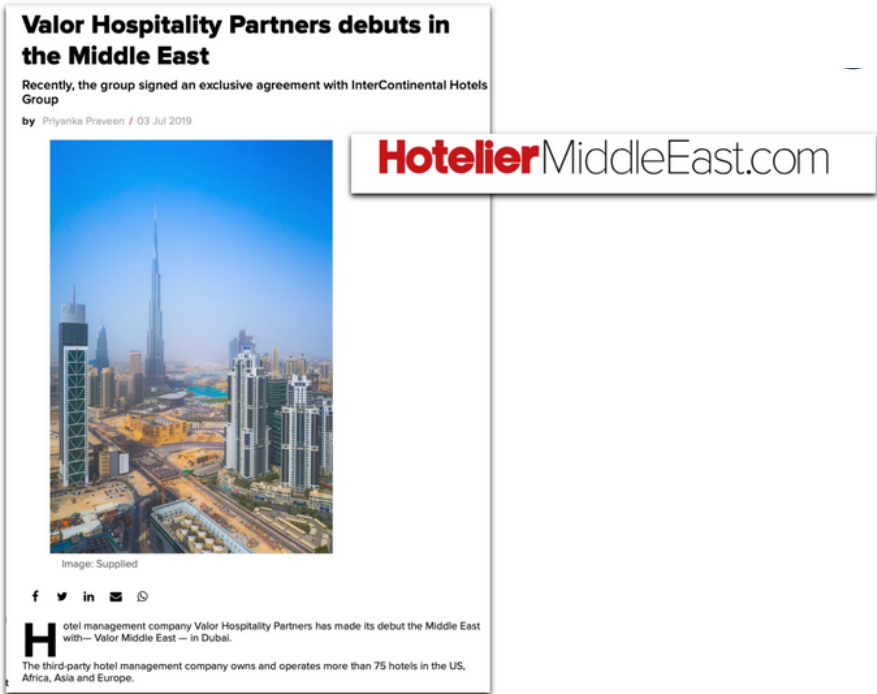 Valor Hospitality Partners debuts in
the Middle East
Recently, the group signed an exclusive agreement with InterContinental Hotels
Group
by Priyanka Praveen / 03 Jul 2019
HotelierMiddleEast.com
Image: Supplied
Hotel management company Valor Hospitality Partners has made its debut the Middle East
with— Valor Middle East — in Dubai.
The third-party hotel management company owns and operates more than 75 hotels in the US,
Africa, Asia and Europe.